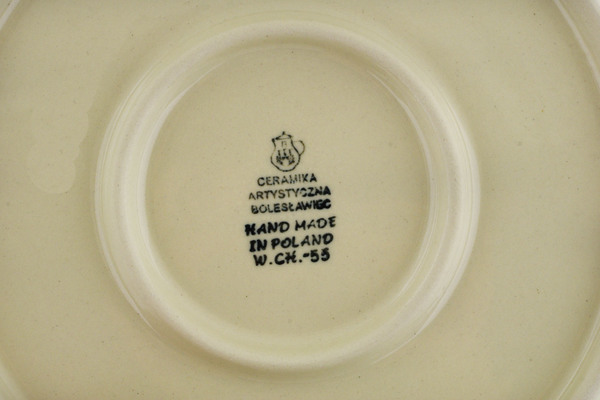 CERAMIKA
ARTYSTYCZNA
BOLESŁAWIEC
HAND MADE
IN POLAND
W.CH.-55